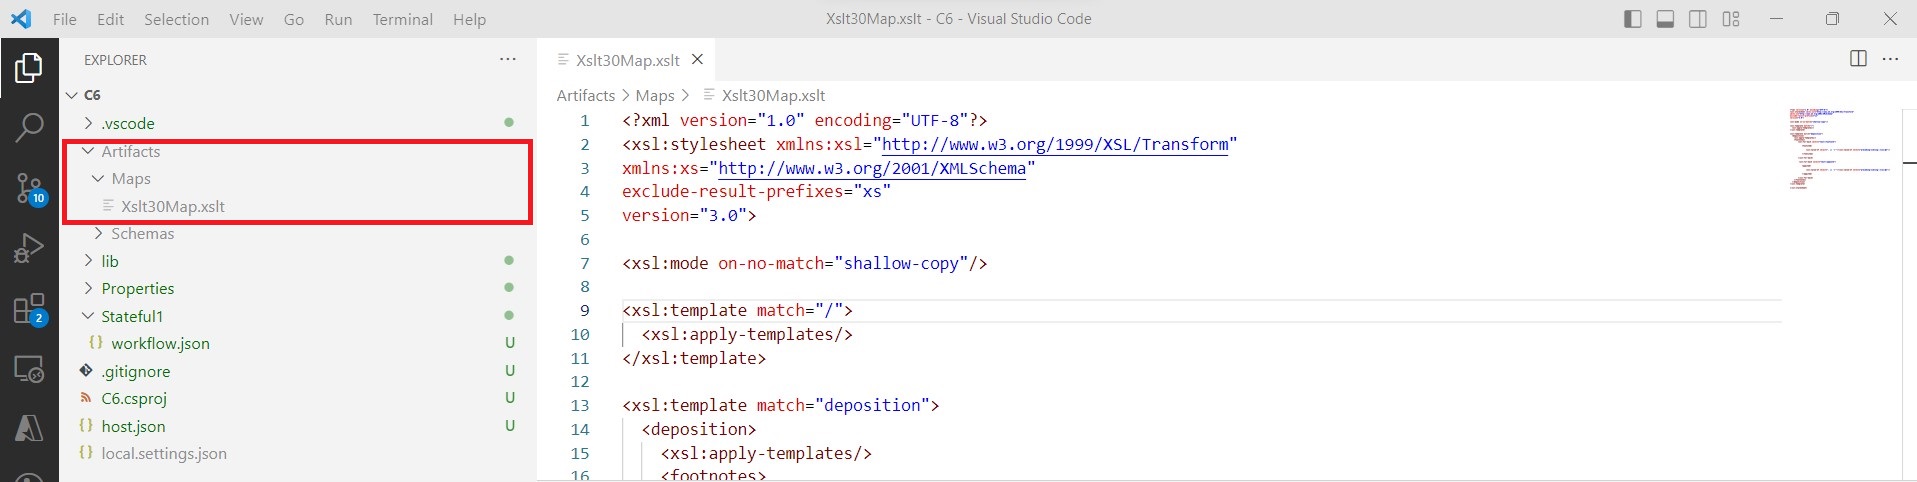 File Edit Selection View Go Run Terminal Help
Xslt30Map.xslt - C6 - Visual Studio Code
EXPLORER
C6
.vscode
Artifacts
Maps
Xslt30Map.xslt
Schemas
lib
Properties
Stateful1
workflow.json U
.gitignore U
C6.csproj U
host.json U
local.settings.json
10
2
Xslt30Map.xslt
Artifacts > Maps > Xslt30Map.xslt
1 <?xml version="1.0" encoding="UTF-8"?>
2 <xsl:stylesheet xmlns:xsl="http://www.w3.org/1999/XSL/Transform"
3 xmlns:xs="http://www.w3.org/2001/XMLSchema"
4 exclude-result-prefixes="xs"
5 version="3.0">
6
7 <xsl:mode on-no-match="shallow-copy"/>
8
9 <xsl:template match="/">
10 <xsl:apply-templates/>
11 </xsl:template>
12
13 <xsl:template match="deposition">
14 <deposition>
15 <xsl:apply-templates/>
16 <footnotes>